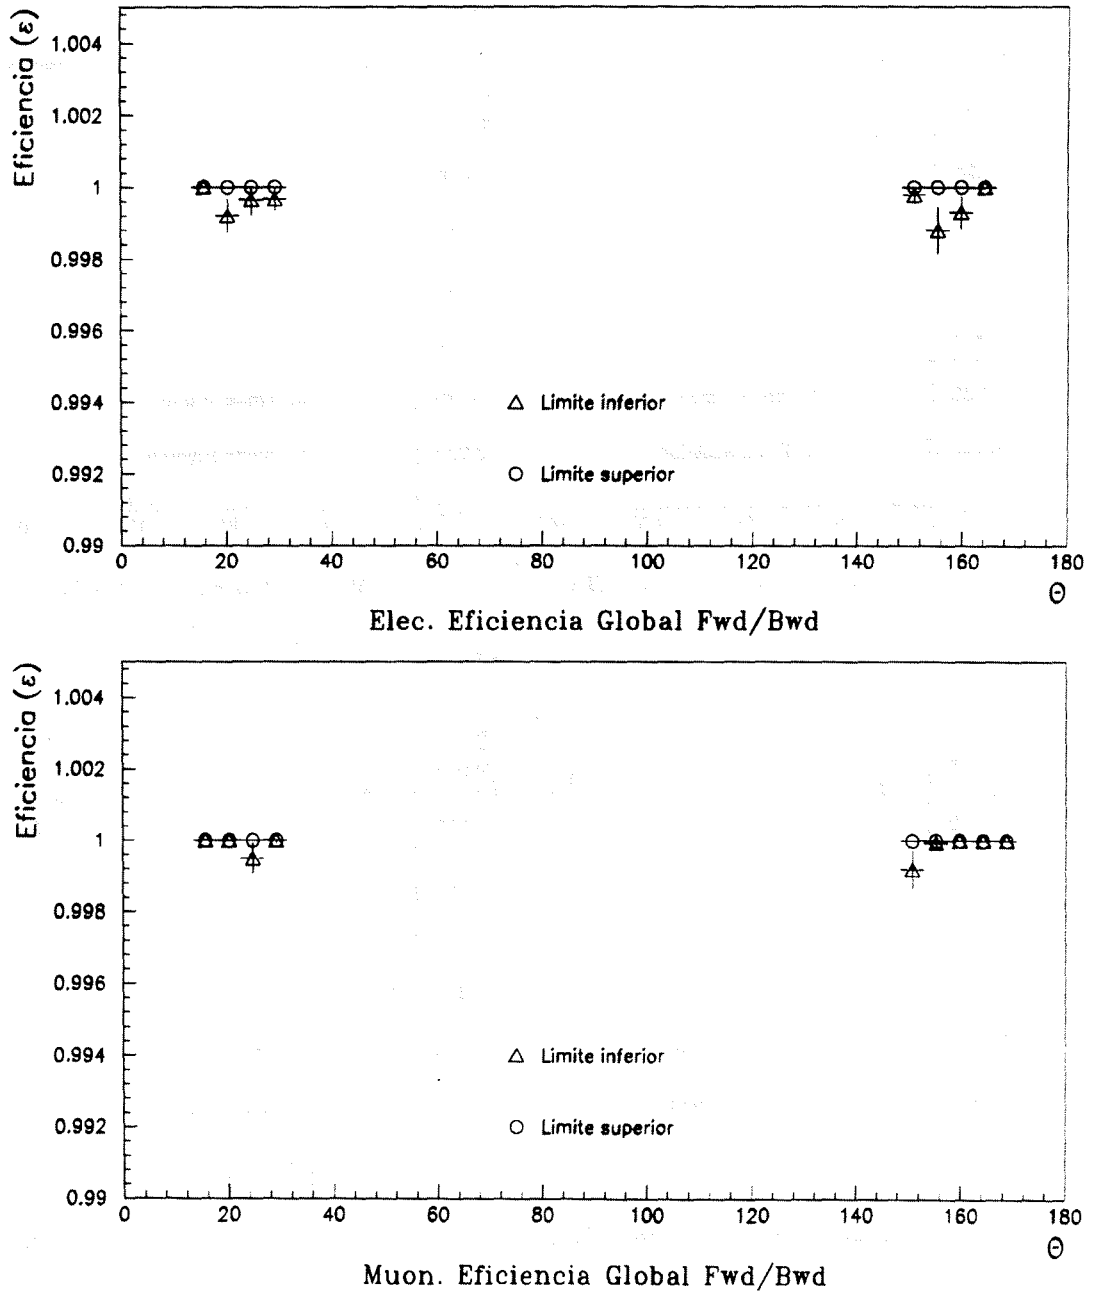 Eficiencia (ε)
1.004
1.002
1
0.998
0.996
0.994
0.992
0.99
Limite inferior
Limite superior
0 20 40 60 80 100 120 140 160 180
Θ
Elec. Eficiencia Global Fwd/Bwd
Eficiencia (ε)
1.004
1.002
1
0.998
0.996
0.994
0.992
0.99
Limite inferior
Limite superior
0 20 40 60 80 100 120 140 160 180
Θ
Muon. Eficiencia Global Fwd/Bwd